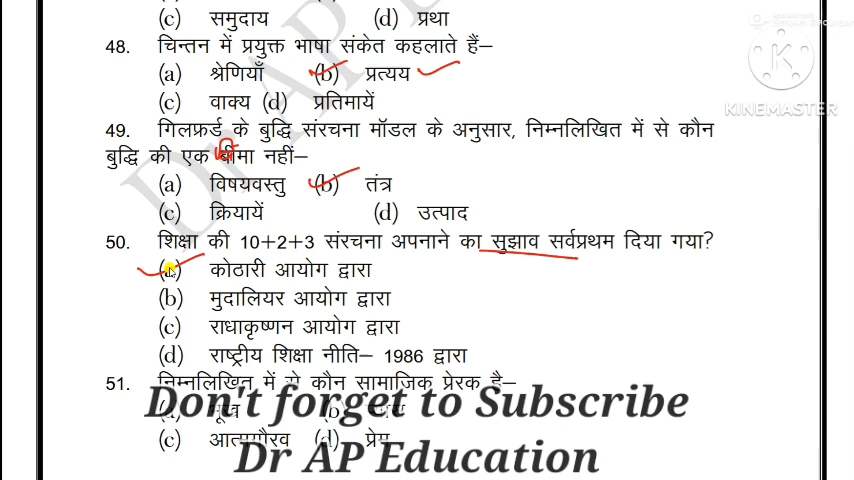 (c) समुदाय (d) प्रथा
48. चिन्तन में प्रयुक्त भाषा संकेत कहलाते हैं–
(a) श्रेणियाँ (b) प्रत्यय
(c) वाक्य (d) प्रतिमायें
KINEMASTER
49. गिलफ्रर्ड के बुद्धि संरचना मॉडल के अनुसार, निम्नलिखित में से कौन
बुद्धि की एक बीमा नहीं–
(a) विषयवस्तु (b) तंत्र
(c) क्रियायें (d) उत्पाद
50. शिक्षा की 10+2+3 संरचना अपनाने का सुझाव सर्वप्रथम दिया गया?
(a) कोठारी आयोग द्वारा
(b) मुदालियर आयोग द्वारा
(c) राधाकृष्णन आयोग द्वारा
(d) राष्ट्रीय शिक्षा नीति– 1986 द्वारा
51. निम्नलिखित में से कौन सामाजिक प्रेरक है–
Don't forget to Subscribe
(a) भूख (b)
(c) आत्मगौरव (d) प्रेम
Dr AP Education